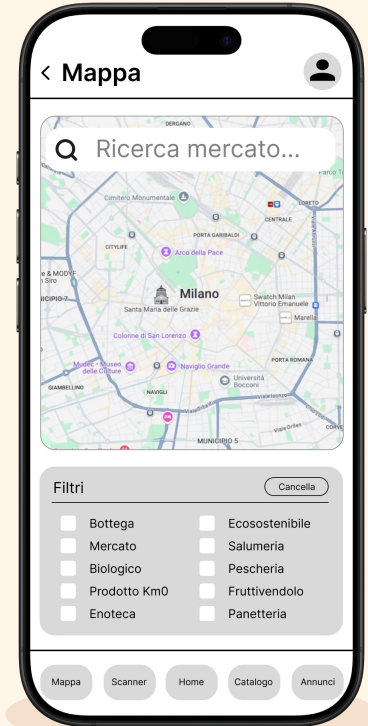 Mappa
Ricerca mercato...
DERGANO
Cimitero Monumentale
LORETO
CENTRALE
PORTA GARIBALDI
CITYLIFE
Arco della Pace
Milano
Santa Maria delle Grazie
Swatch Milan
Vittorio Emanuele
Marella
Colonne di San Lorenzo
Mudec - Museo
delle Culture
Naviglio Grande
PORTA ROMANA
Università
Bocconi
GIAMBELLINO
NAVIGLI
MUNICIPIO 5
Filtri
Cancella
Bottega
Ecosostenibile
Mercato
Salumeria
Biologico
Pescheria
Prodotto Km0
Fruttivendolo
Enoteca
Panetteria
Mappa
Scanner
Home
Catalogo
Annunci